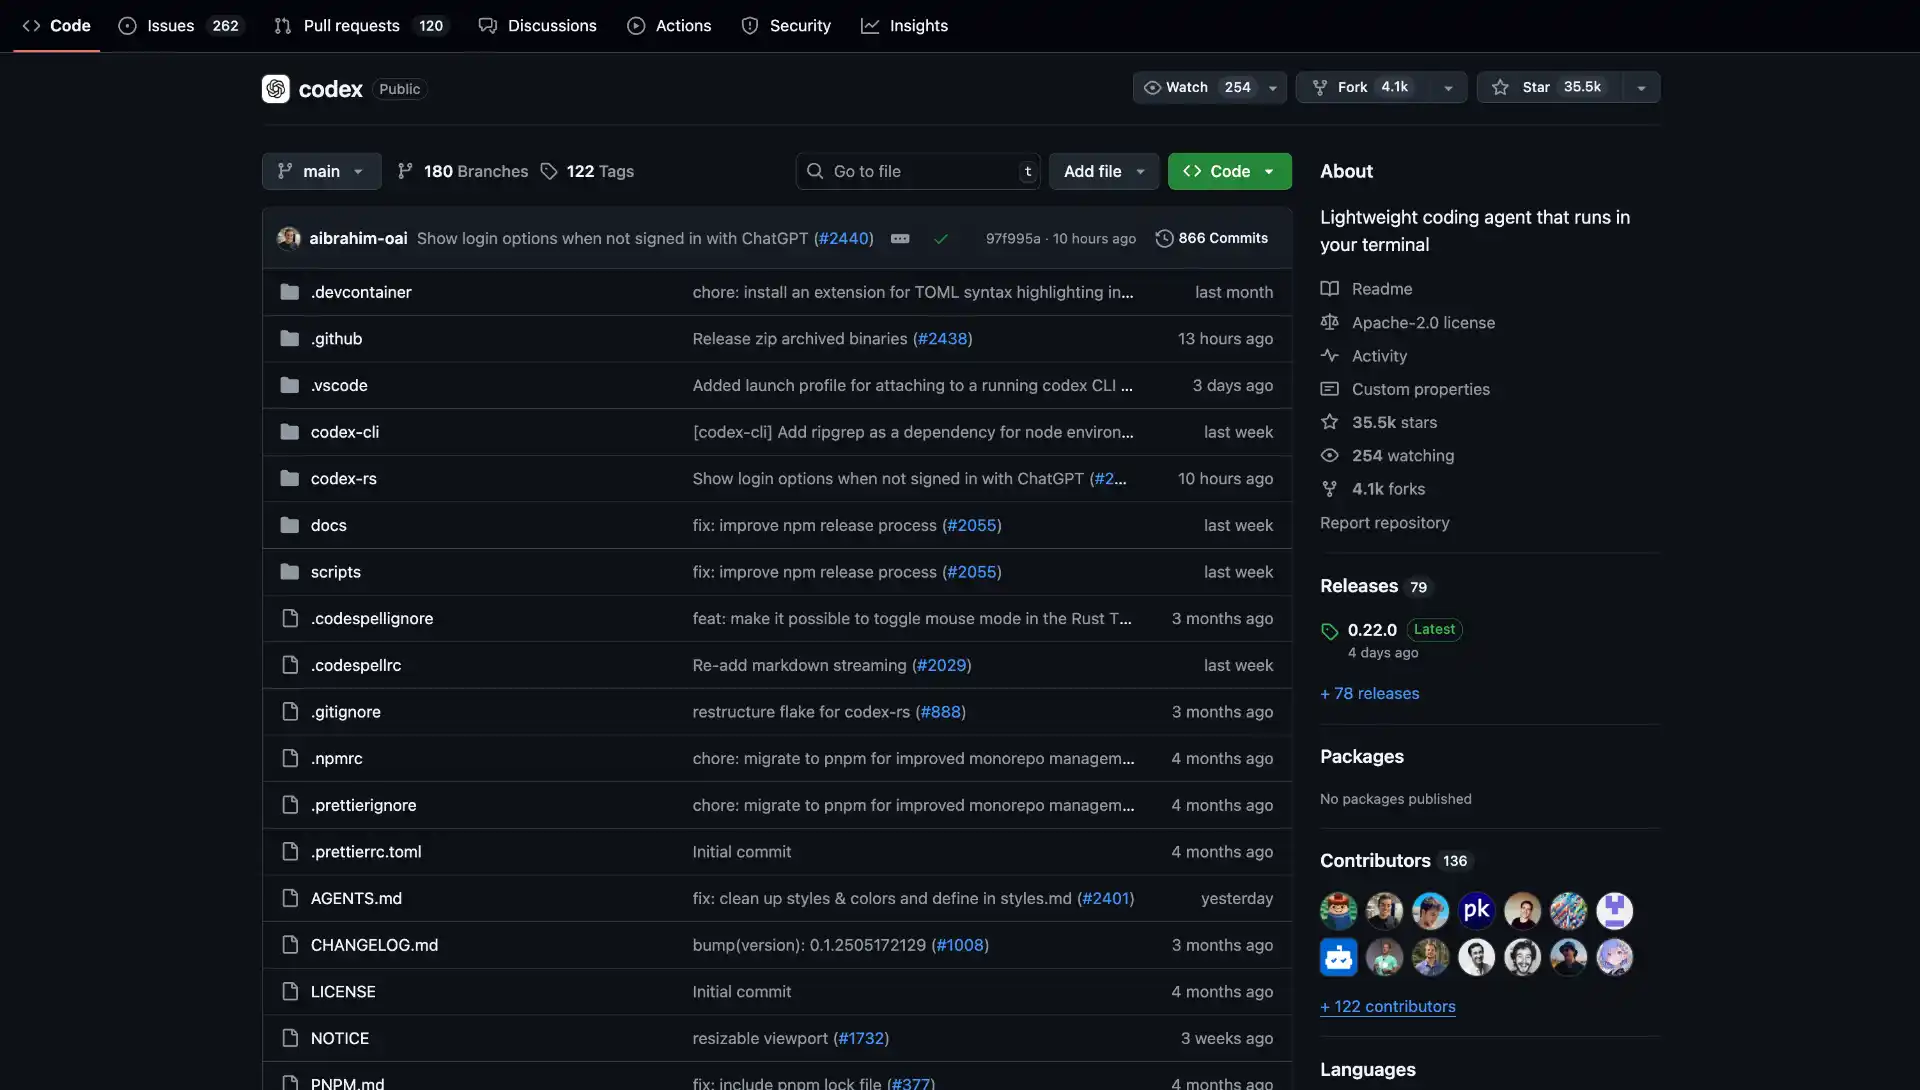 Code Issues 262 Pull requests 120 Discussions Actions Security Insights
codex Public Watch 254 Fork 4.1k Star 35.5k
main 180 Branches 122 Tags Go to file t Add file Code
aibrahim-oai Show login options when not signed in with ChatGPT (#2440) 97f995a · 10 hours ago 866 Commits
.devcontainer chore: install an extension for TOML syntax highlighting in... last month
.github Release zip archived binaries (#2438) 13 hours ago
.vscode Added launch profile for attaching to a running codex CLI ... 3 days ago
codex-cli [codex-cli] Add ripgrep as a dependency for node environ... last week
codex-rs Show login options when not signed in with ChatGPT (#2... 10 hours ago
docs fix: improve npm release process (#2055) last week
scripts fix: improve npm release process (#2055) last week
.codespellignore feat: make it possible to toggle mouse mode in the Rust T... 3 months ago
.codespellrc Re-add markdown streaming (#2029) last week
.gitignore restructure flake for codex-rs (#888) 3 months ago
.npmrc chore: migrate to pnpm for improved monorepo managem... 4 months ago
.prettierignore chore: migrate to pnpm for improved monorepo managem... 4 months ago
.prettierrc.toml Initial commit 4 months ago
AGENTS.md fix: clean up styles & colors and define in styles.md (#2401) yesterday
CHANGELOG.md bump(version): 0.1.2505172129 (#1008) 3 months ago
LICENSE Initial commit 4 months ago
NOTICE resizable viewport (#1732) 3 weeks ago
PNPM.md fix: include pnpm lock file (#377) 4 months ago
About
Lightweight coding agent that runs in
your terminal
Readme
Apache-2.0 license
Activity
Custom properties
35.5k stars
254 watching
4.1k forks
Report repository
Releases 79
0.22.0 Latest
4 days ago
+ 78 releases
Packages
No packages published
Contributors 136
pk
+ 122 contributors
Languages